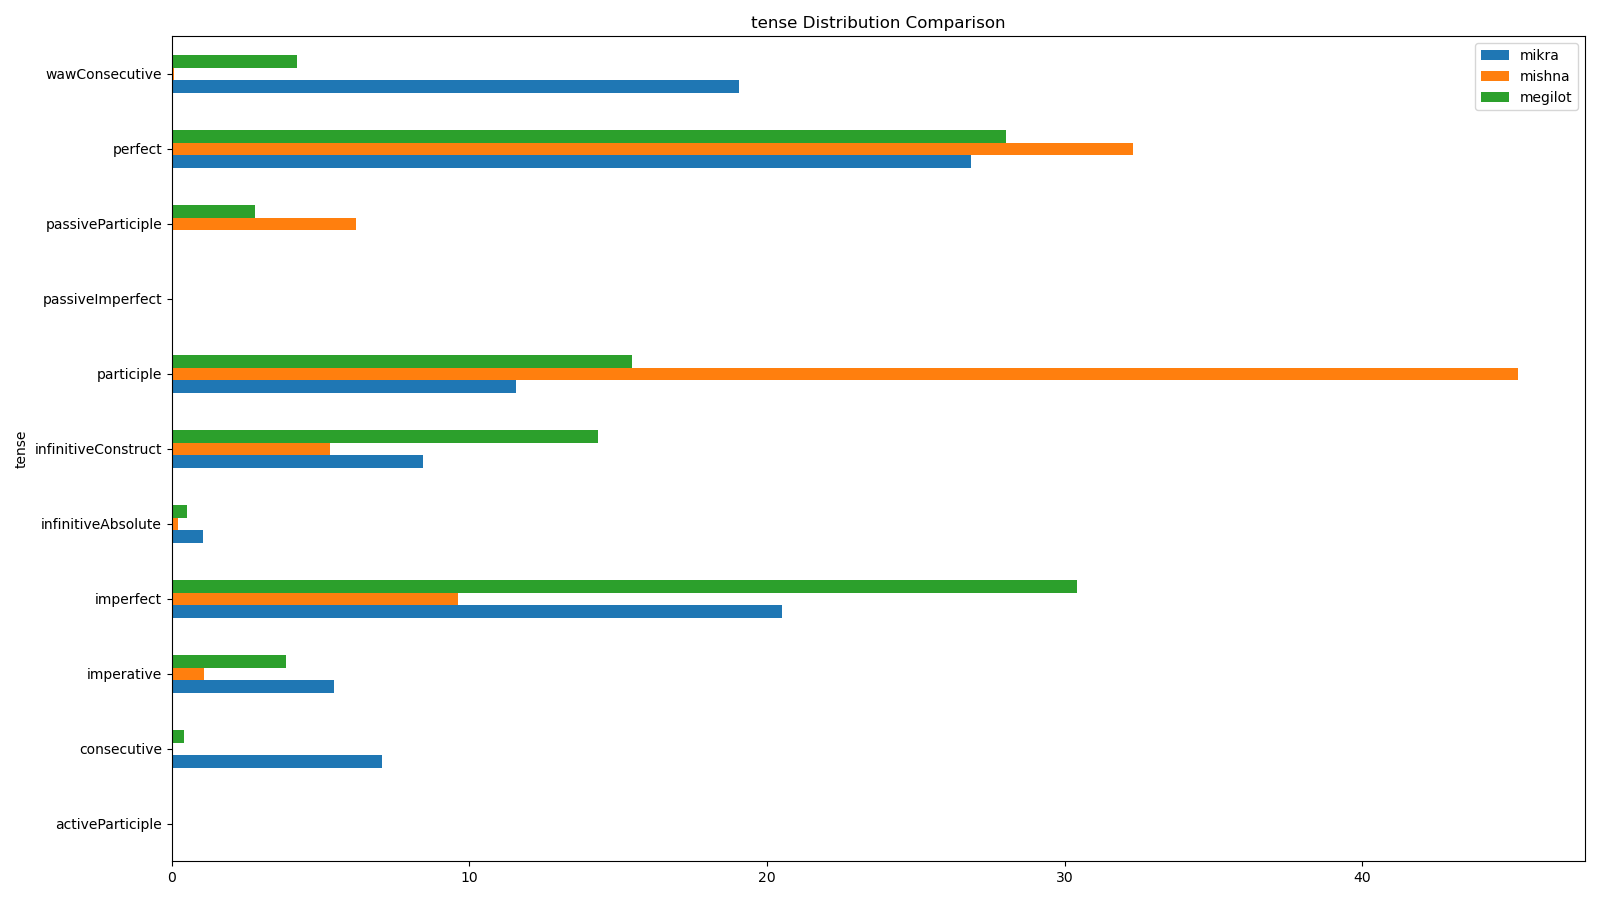 tense Distribution Comparison
mikra
mishna
megilot
wawConsecutive
perfect
passiveParticiple
passiveImperfect
participle
infinitiveConstruct
infinitiveAbsolute
imperfect
imperative
consecutive
activeParticiple
tense
0 10 20 30 40